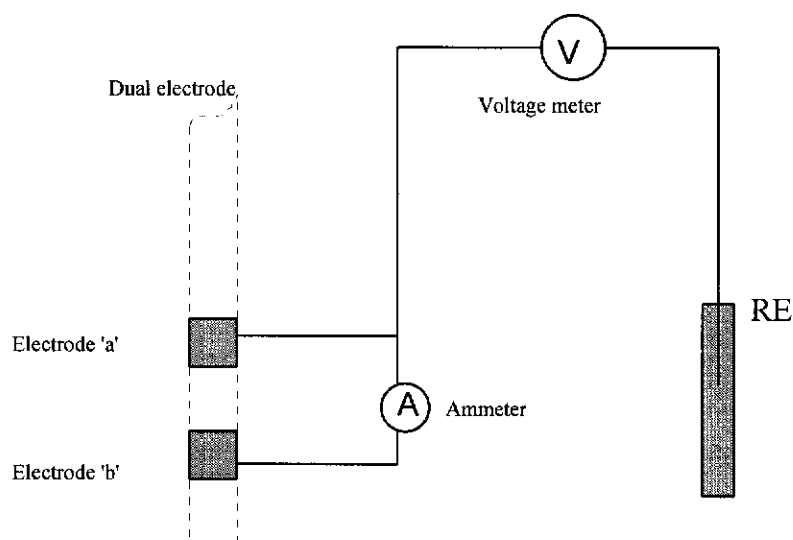 V
Dual electrode
Voltage meter
RE
Electrode 'a'
A
Ammeter
Electrode 'b'